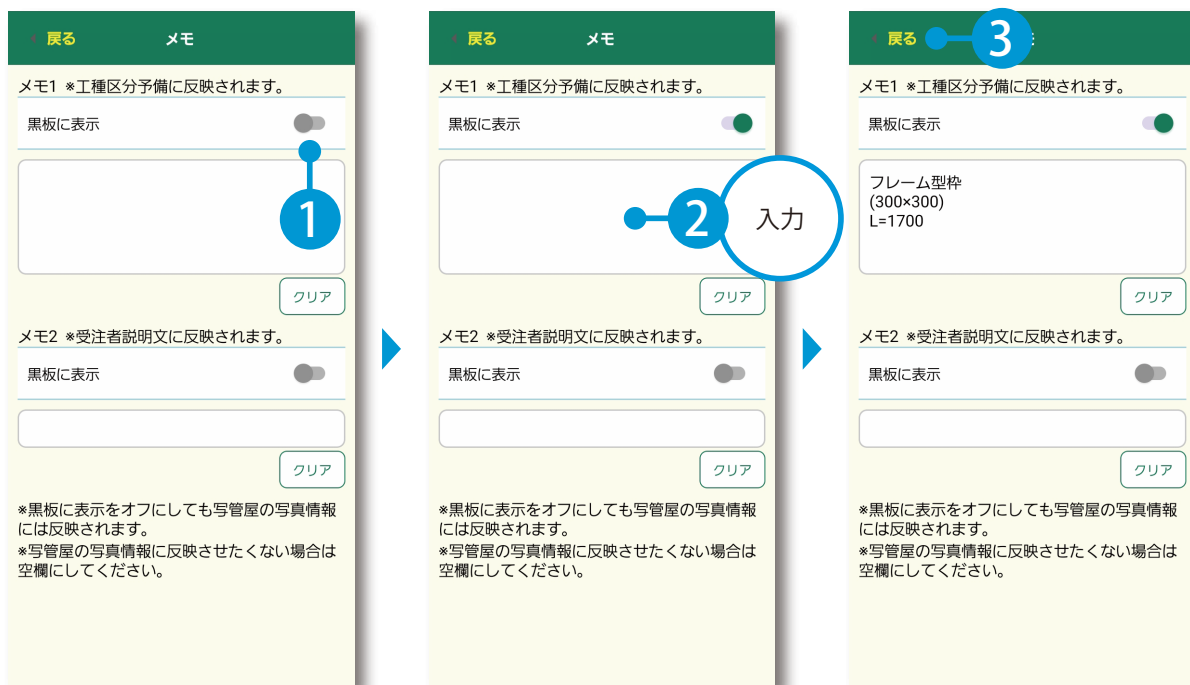 戻る
メモ
メモ1 ※工種区分予備に反映されます。
黒板に表示
1
クリア
メモ2 ※受注者説明文に反映されます。
黒板に表示
クリア
※黒板に表示をオフにしても写管屋の写真情報
には反映されます。
※写管屋の写真情報に反映させたくない場合は
空欄にしてください。
戻る
メモ
メモ1 ※工種区分予備に反映されます。
黒板に表示
2
入力
クリア
メモ2 ※受注者説明文に反映されます。
黒板に表示
クリア
※黒板に表示をオフにしても写管屋の写真情報
には反映されます。
※写管屋の写真情報に反映させたくない場合は
空欄にしてください。
戻る
3
メモ1 ※工種区分予備に反映されます。
黒板に表示
フレーム型枠
(300×300)
L=1700
クリア
メモ2 ※受注者説明文に反映されます。
黒板に表示
クリア
※黒板に表示をオフにしても写管屋の写真情報
には反映されます。
※写管屋の写真情報に反映させたくない場合は
空欄にしてください。